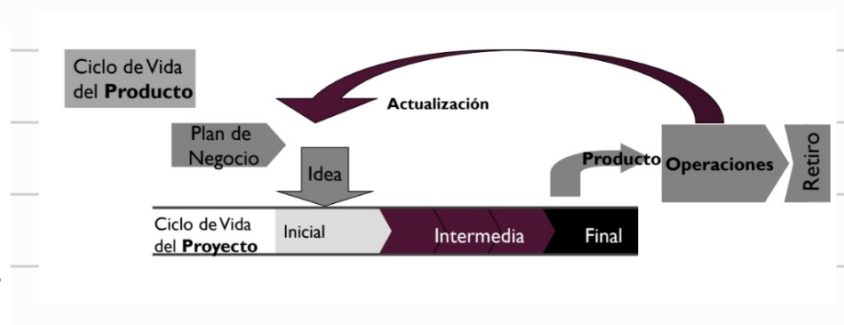 Ciclo de Vida
del Producto
Actualización
Plan de
Negocio
Idea
Producto
Operaciones
Retiro
Ciclo de Vida
del Proyecto
Inicial
Intermedia
Final